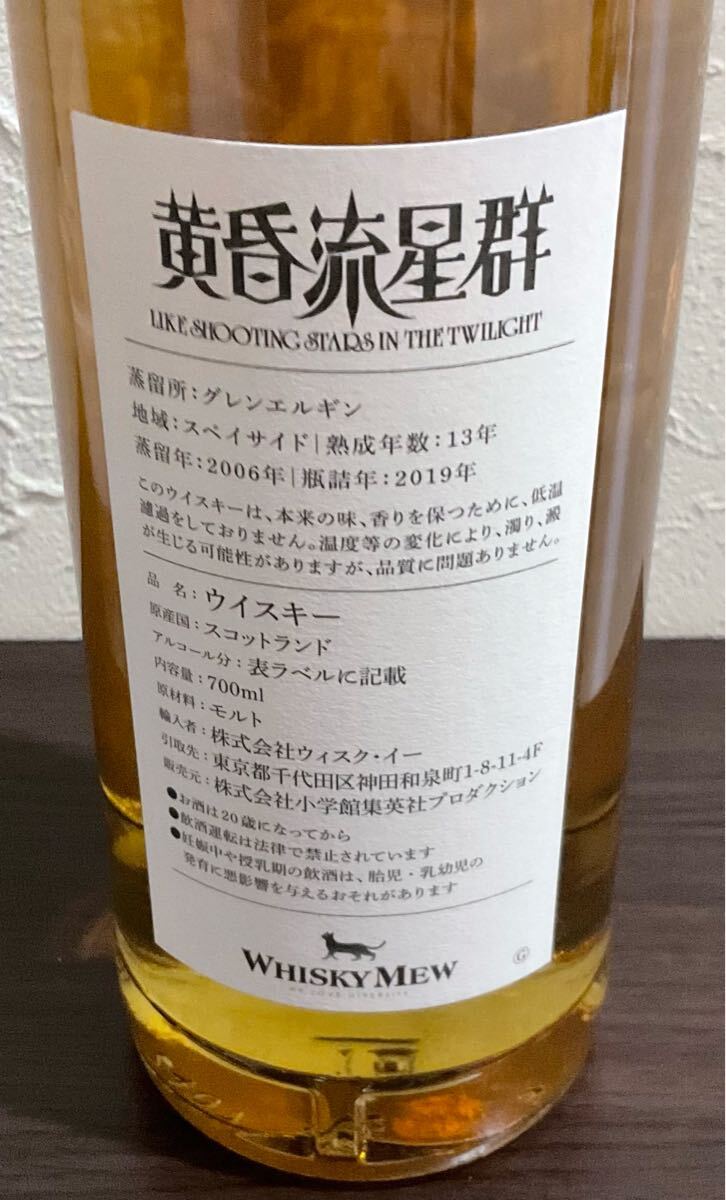 黄昏流星群
LIKE SHOOTING STARS IN THE TWILIGHT
蒸留所：グレンエルギン
地域：スペイサイド｜熟成年数：13年
蒸留年：2006年｜瓶詰年：2019年
このウイスキーは、本来の味、香りを保つために、低温
濾過をしておりません。温度等の変化により、濁り、澱
が生じる可能性がありますが、品質に問題ありません。
品　名：ウイスキー
原産国：スコットランド
アルコール分：表ラベルに記載
内容量：700ml
原材料：モルト
輸入者：株式会社ウィスク・イー
引取先：東京都千代田区神田和泉町1-8-11-4F
販売元：株式会社小学館集英社プロダクション
●お酒は20歳になってから
●飲酒運転は法律で禁止されています
●妊娠中や授乳期の飲酒は、胎児・乳幼児の
発育に悪影響を与えるおそれがあります
WHISKY MEW
G